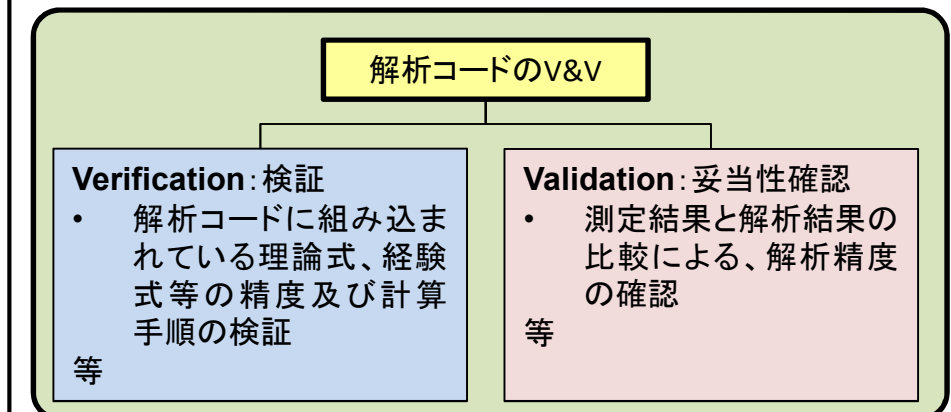 解析コードのV&V
Verification：検証
• 解析コードに組み込ま
れている理論式、経験
式等の精度及び計算
手順の検証
等
Validation：妥当性確認
• 測定結果と解析結果の
比較による、解析精度
の確認
等